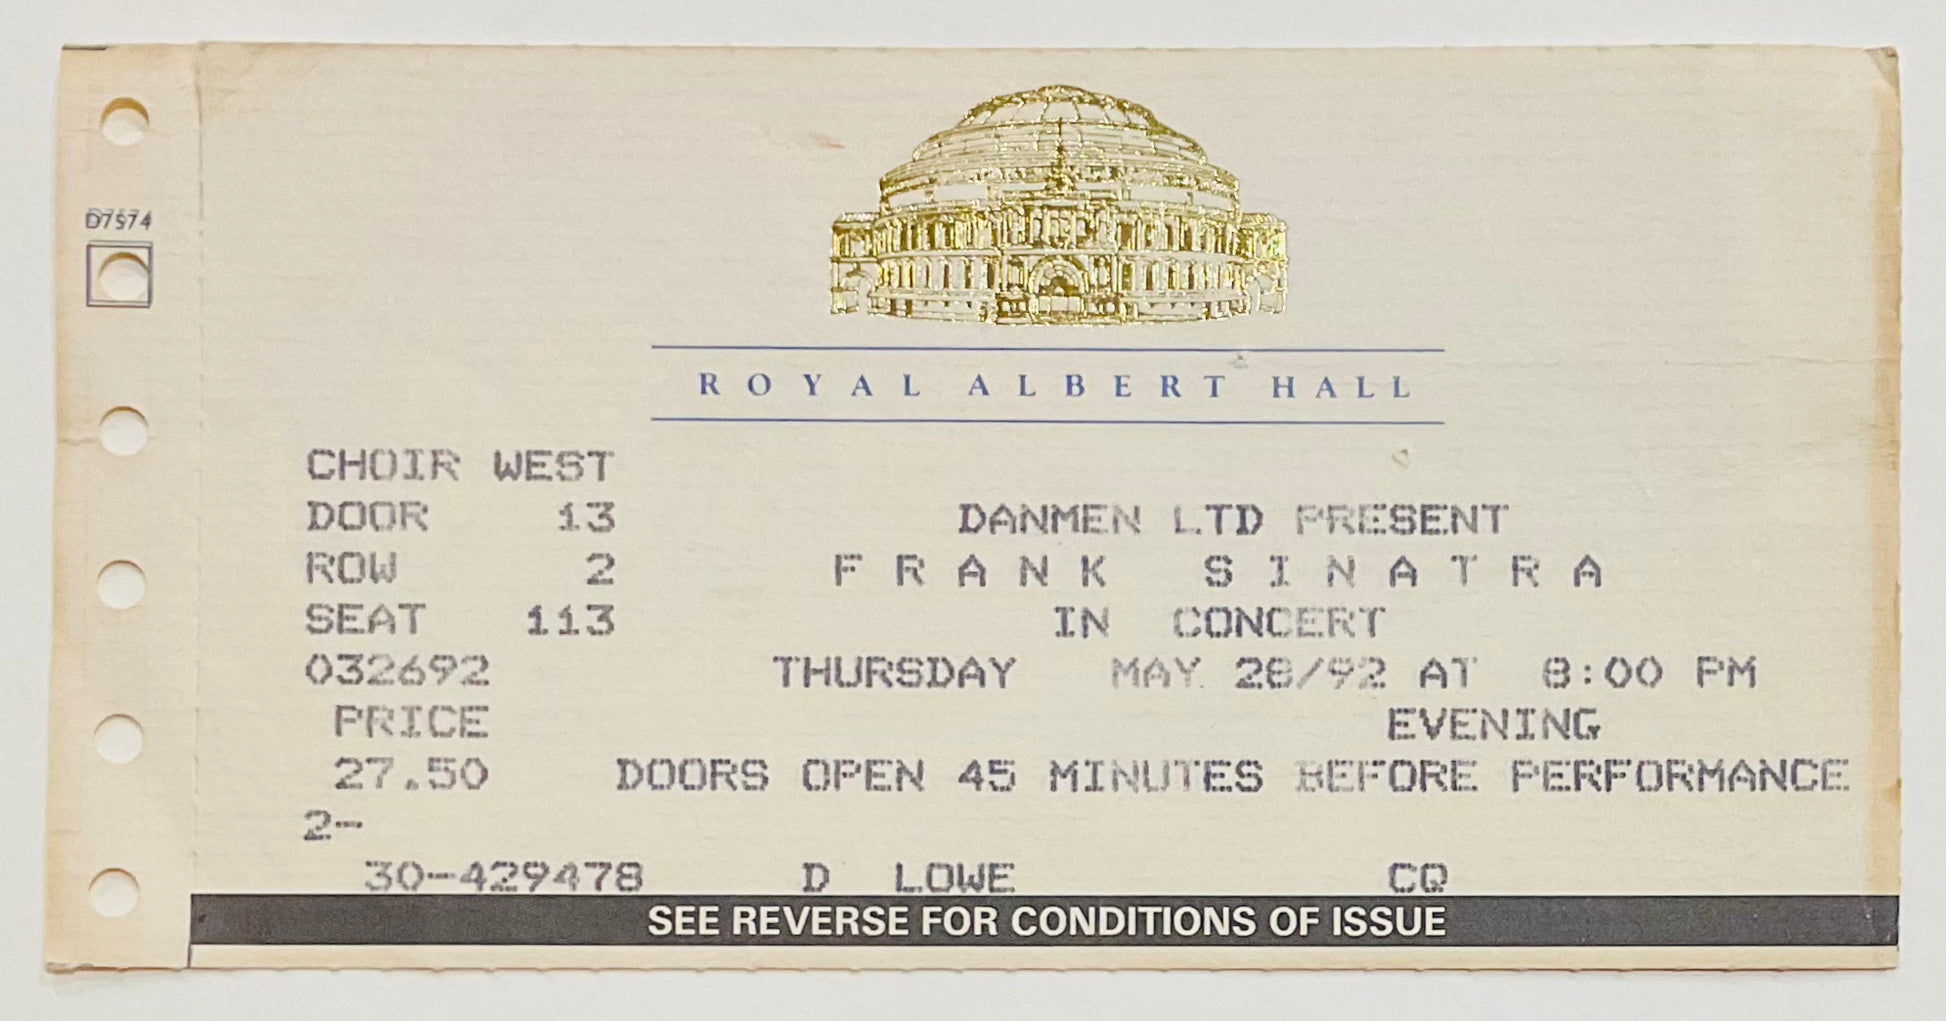 D7574
ROYAL ALBERT HALL
CHOIR WEST
DOOR 13 DANMEN LTD PRESENT
ROW 2 F R A N K S I N A T R A
SEAT 113 IN CONCERT
032692 THURSDAY MAY 28/92 AT 8:00 PM
PRICE EVENING
27.50 DOORS OPEN 45 MINUTES BEFORE PERFORMANCE
2-
30-429478 D LOWE CQ
SEE REVERSE FOR CONDITIONS OF ISSUE